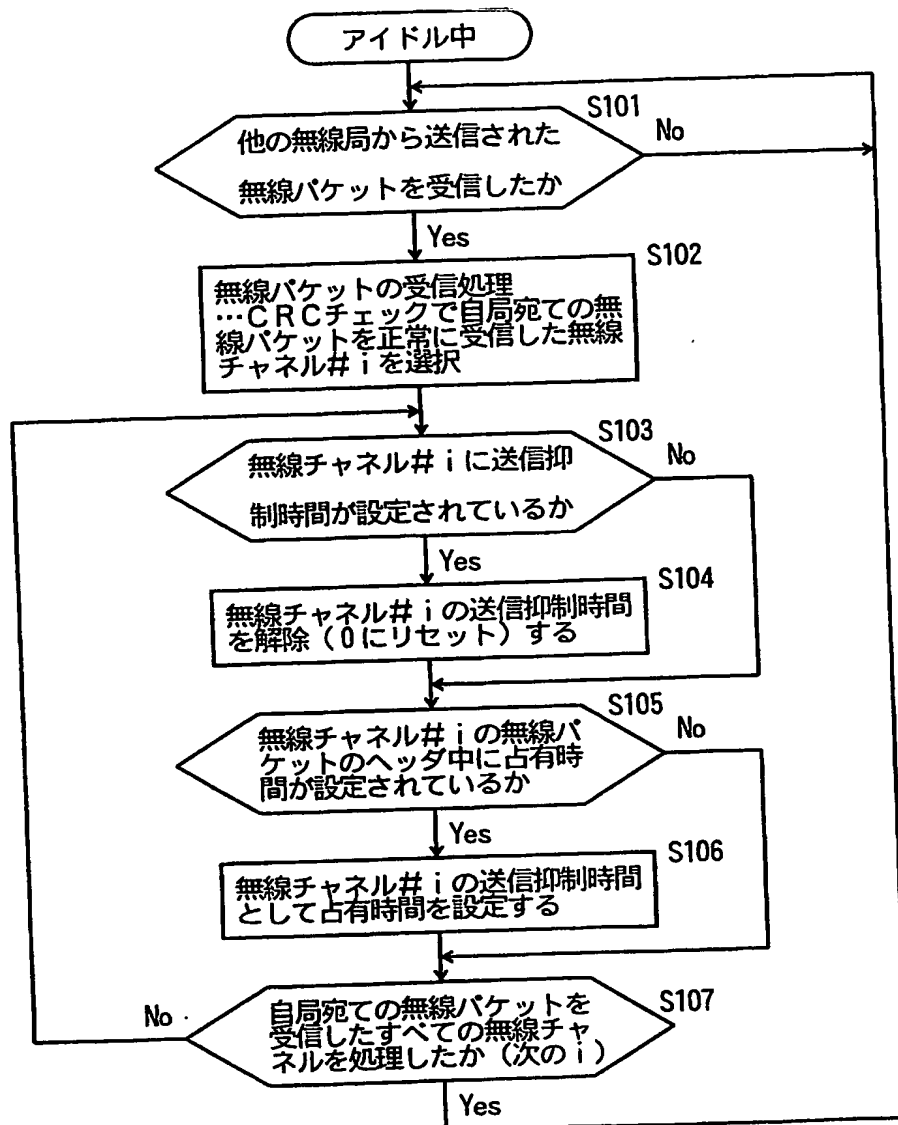 アイドル中
S101
他の無線局から送信された
無線パケットを受信したか
No
Yes
S102
無線パケットの受信処理
…CRCチェックで自局宛ての無
線パケットを正常に受信した無線
チャネル#iを選択
S103
無線チャネル#iに送信抑
制時間が設定されているか
No
Yes
S104
無線チャネル#iの送信抑制時間
を解除(0にリセット)する
S105
無線チャネル#iの無線パ
ケットのヘッダ中に占有時
間が設定されているか
No
Yes
S106
無線チャネル#iの送信抑制時間
として占有時間を設定する
S107
自局宛ての無線パケットを
受信したすべての無線チャ
ネルを処理したか(次のi)
No
Yes